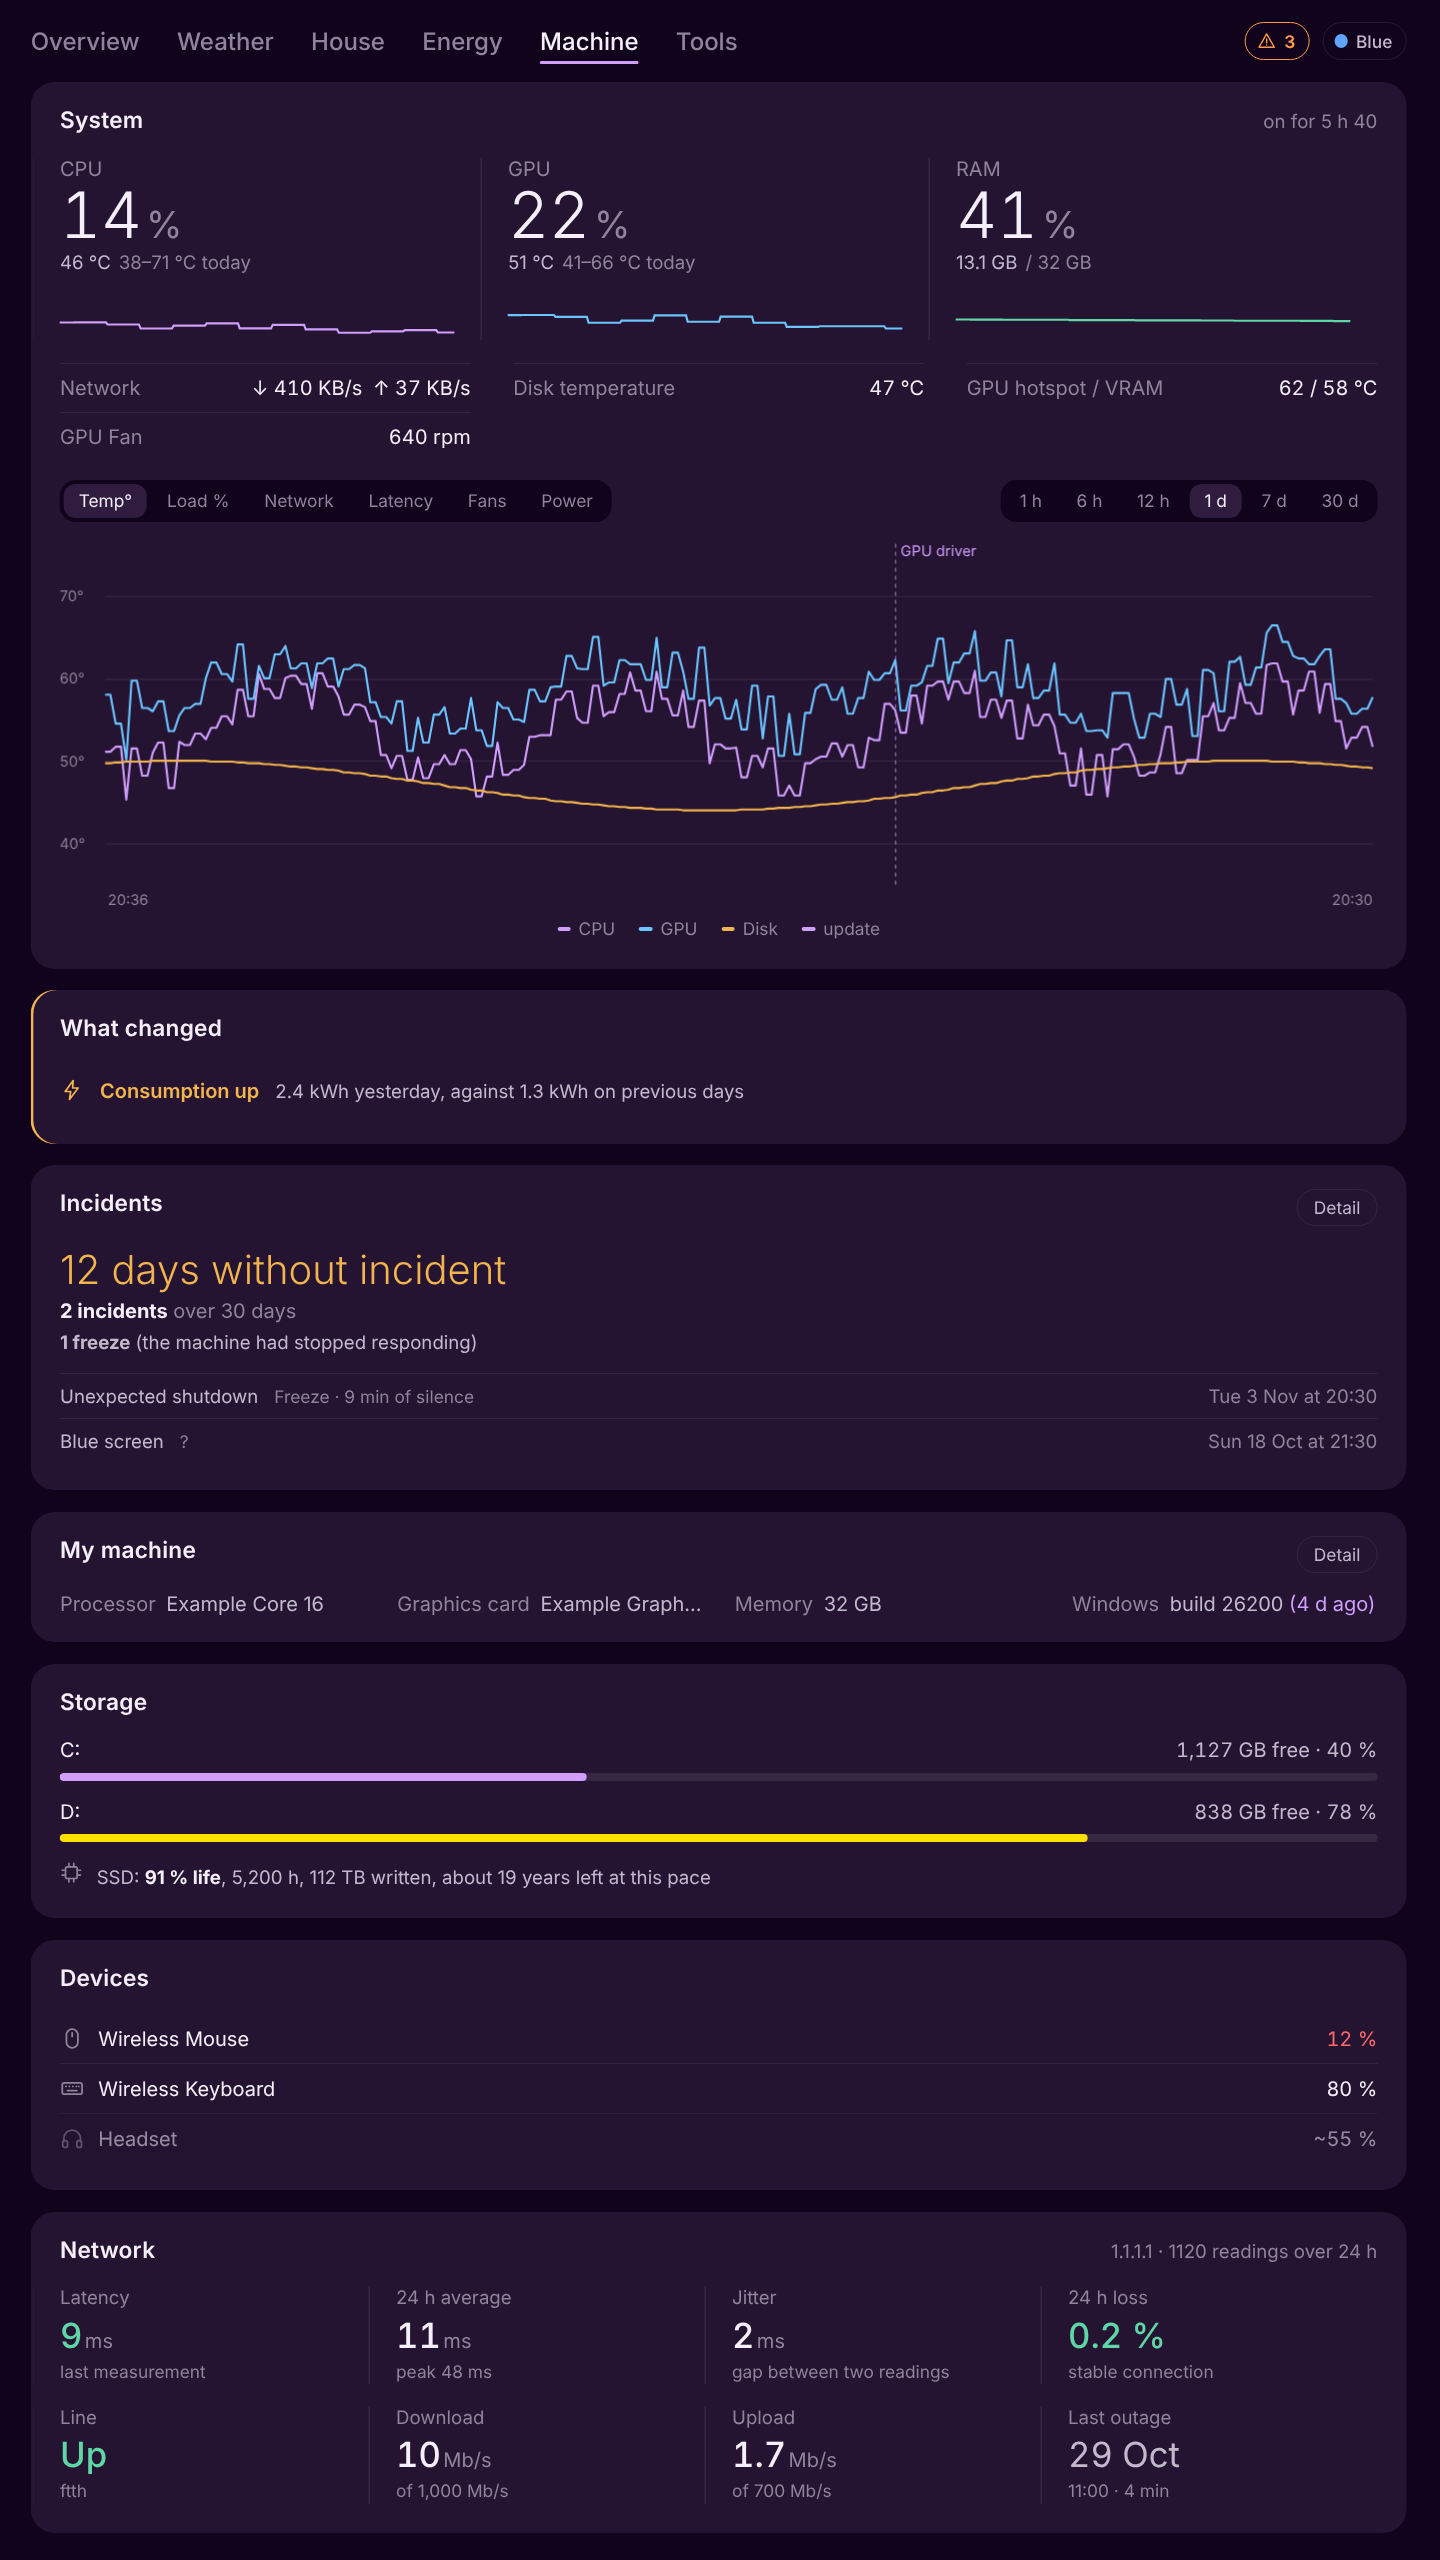 Overview Weather House Energy Machine Tools 3 Blue
System on for 5 h 40
CPU GPU RAM
14 % 22 % 41 %
46 °C 38–71 °C today 51 °C 41–66 °C today 13.1 GB / 32 GB
Network ↓ 410 KB/s ↑ 37 KB/s Disk temperature 47 °C GPU hotspot / VRAM 62 / 58 °C
GPU Fan 640 rpm
Temp° Load % Network Latency Fans Power 1 h 6 h 12 h 1 d 7 d 30 d
GPU driver
70°
60°
50°
40°
20:36 20:30
CPU GPU Disk update
What changed
Consumption up 2.4 kWh yesterday, against 1.3 kWh on previous days
Incidents Detail
12 days without incident
2 incidents over 30 days
1 freeze (the machine had stopped responding)
Unexpected shutdown Freeze · 9 min of silence Tue 3 Nov at 20:30
Blue screen ? Sun 18 Oct at 21:30
My machine Detail
Processor Example Core 16 Graphics card Example Graph... Memory 32 GB Windows build 26200 (4 d ago)
Storage
C: 1,127 GB free · 40 %
D: 838 GB free · 78 %
SSD: 91 % life, 5,200 h, 112 TB written, about 19 years left at this pace
Devices
Wireless Mouse 12 %
Wireless Keyboard 80 %
Headset ~55 %
Network 1.1.1.1 · 1120 readings over 24 h
Latency 24 h average Jitter 24 h loss
9 ms 11 ms 2 ms 0.2 %
last measurement peak 48 ms gap between two readings stable connection
Line Download Upload Last outage
Up 10 Mb/s 1.7 Mb/s 29 Oct
ftth of 1,000 Mb/s of 700 Mb/s 11:00 · 4 min